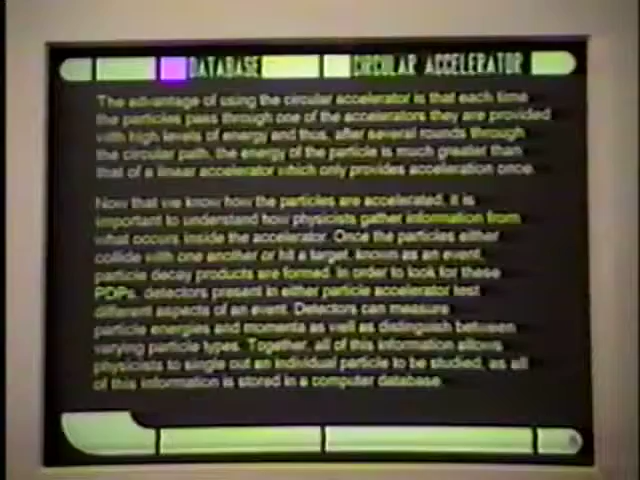 DATABASE CIRCULAR ACCELERATOR
The advantage of using the circular accelerator is that each time
the particles pass through one of the accelerators they are provided
with high levels of energy and thus, after several rounds through
the circular path, the energy of the particle is much greater than
that of a linear accelerator which only provides acceleration once.
Now that we know how the particles are accelerated, it is
important to understand how physicists gather information from
what occurs inside the accelerator. Once the particles either
collide with one another or hit a target, known as an event,
particle decay products are formed. In order to look for these
PDPs, detectors present in either particle accelerator test
different aspects of an event. Detectors can measure
particle energies and momenta as well as distinguish between
varying particle types. Together, all of this information allows
physicists to single out an individual particle to be studied, as all
of this information is stored in a computer database.